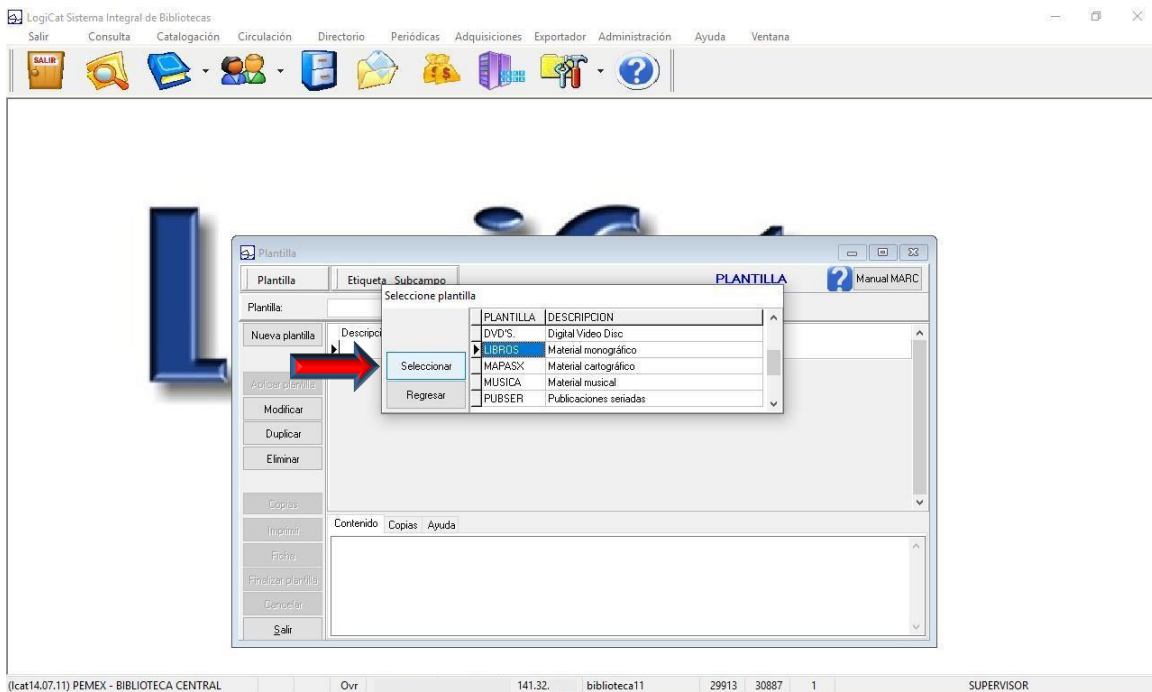 LogiCat Sistema Integral de Bibliotecas
Salir Consulta Catalogación Circulación Directorio Periódicas Adquisiciones Exportador Administración Ayuda Ventana
SALIR
Plantilla
Plantilla Etiqueta Subcampo PLANTILLA Manual MARC
Plantilla:
Seleccione plantilla
PLANTILLA DESCRIPCION
DVD'S. Digital Video Disc
LIBROS Material monográfico
MAPASX Material cartográfico
MUSICA Material musical
PUBSER Publicaciones seriadas
Seleccionar
Regresar
Nueva plantilla
Aplicar plantilla
Modificar
Duplicar
Eliminar
Copias
Imprimir
Ficha
Finalizar plantilla
Cancelar
Salir
Contenido Copias Ayuda
(lcat14.07.11) PEMEX - BIBLIOTECA CENTRAL Ovr 141.32. biblioteca11 29913 30887 1 SUPERVISOR